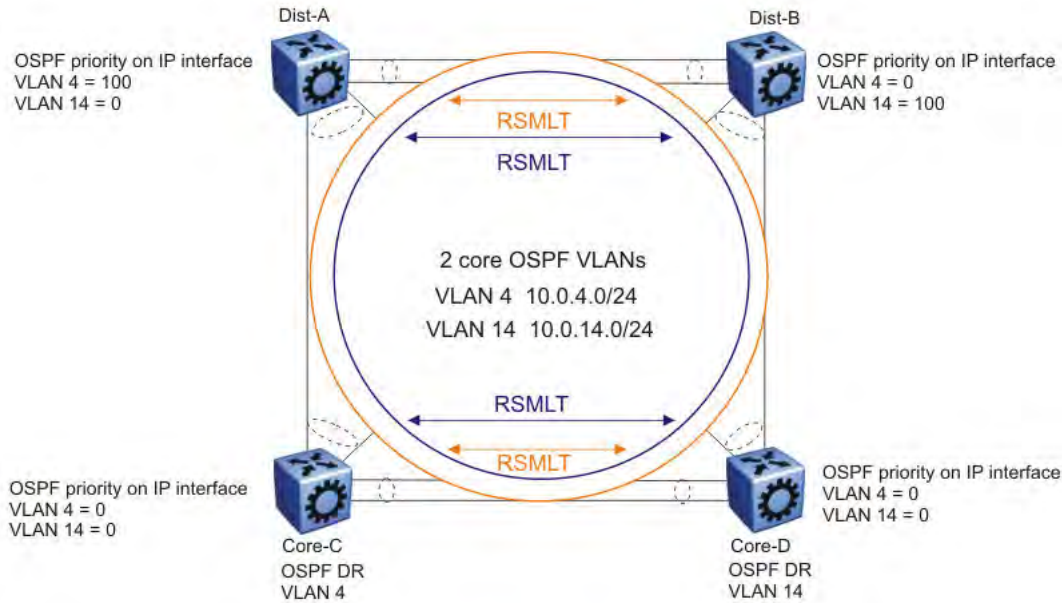 Dist-A
Dist-B
OSPF priority on IP interface
VLAN 4 = 100
VLAN 14 = 0
OSPF priority on IP interface
VLAN 4 = 0
VLAN 14 = 100
RSMLT
RSMLT
2 core OSPF VLANs
VLAN 4 10.0.4.0/24
VLAN 14 10.0.14.0/24
RSMLT
RSMLT
OSPF priority on IP interface
VLAN 4 = 0
VLAN 14 = 0
OSPF priority on IP interface
VLAN 4 = 0
VLAN 14 = 0
Core-C
OSPF DR
VLAN 4
Core-D
OSPF DR
VLAN 14